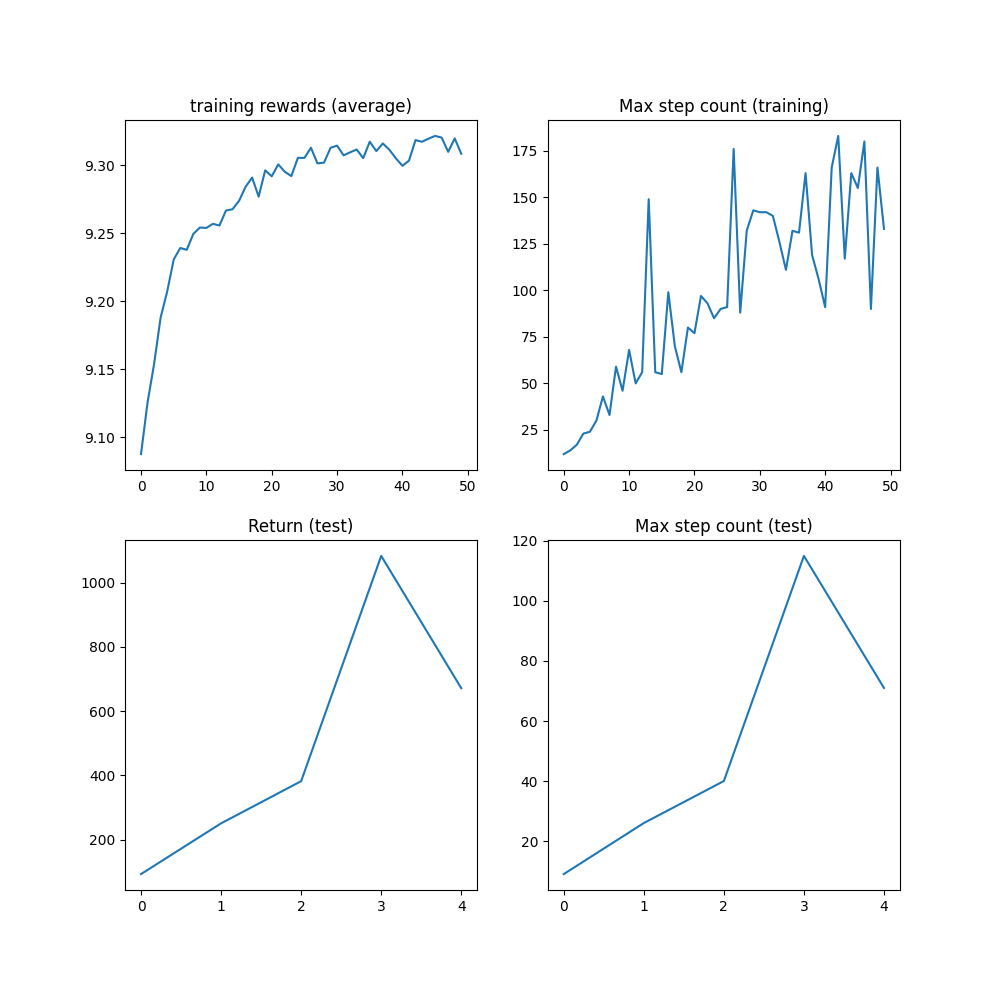 training rewards (average)
9.30
9.25
9.20
9.15
9.10
0 10 20 30 40 50
Max step count (training)
175
150
125
100
75
50
25
0 10 20 30 40 50
Return (test)
1000
800
600
400
200
0 1 2 3 4
Max step count (test)
120
100
80
60
40
20
0 1 2 3 4